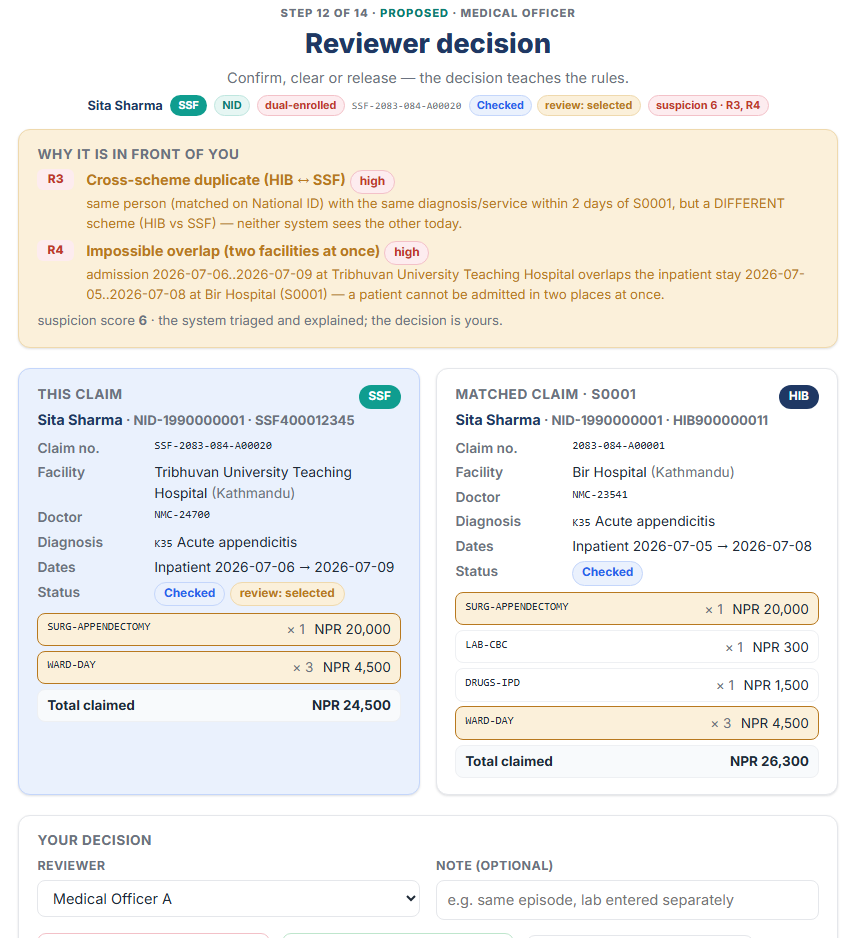 STEP 12 OF 14 · PROPOSED · MEDICAL OFFICER
Reviewer decision
Confirm, clear or release — the decision teaches the rules.
Sita Sharma SSF NID dual-enrolled SSF-2083-084-A00020 Checked review: selected suspicion 6 · R3, R4
WHY IT IS IN FRONT OF YOU
R3 Cross-scheme duplicate (HIB ↔ SSF) high
same person (matched on National ID) with the same diagnosis/service within 2 days of S0001, but a DIFFERENT
scheme (HIB vs SSF) — neither system sees the other today.
R4 Impossible overlap (two facilities at once) high
admission 2026-07-06..2026-07-09 at Tribhuvan University Teaching Hospital overlaps the inpatient stay 2026-07-
05..2026-07-08 at Bir Hospital (S0001) — a patient cannot be admitted in two places at once.
suspicion score 6 · the system triaged and explained; the decision is yours.
THIS CLAIM SSF
Sita Sharma · NID-1990000001 · SSF400012345
Claim no. SSF-2083-084-A00020
Facility Tribhuvan University Teaching
Hospital (Kathmandu)
Doctor NMC-24700
Diagnosis K35 Acute appendicitis
Dates Inpatient 2026-07-06 → 2026-07-09
Status Checked review: selected
SURG-APPENDECTOMY × 1 NPR 20,000
WARD-DAY × 3 NPR 4,500
Total claimed NPR 24,500
MATCHED CLAIM · S0001 HIB
Sita Sharma · NID-1990000001 · HIB900000011
Claim no. 2083-084-A00001
Facility Bir Hospital (Kathmandu)
Doctor NMC-23541
Diagnosis K35 Acute appendicitis
Dates Inpatient 2026-07-05 → 2026-07-08
Status Checked
SURG-APPENDECTOMY × 1 NPR 20,000
LAB-CBC × 1 NPR 300
DRUGS-IPD × 1 NPR 1,500
WARD-DAY × 3 NPR 4,500
Total claimed NPR 26,300
YOUR DECISION
REVIEWER
Medical Officer A
NOTE (OPTIONAL)
e.g. same episode, lab entered separately